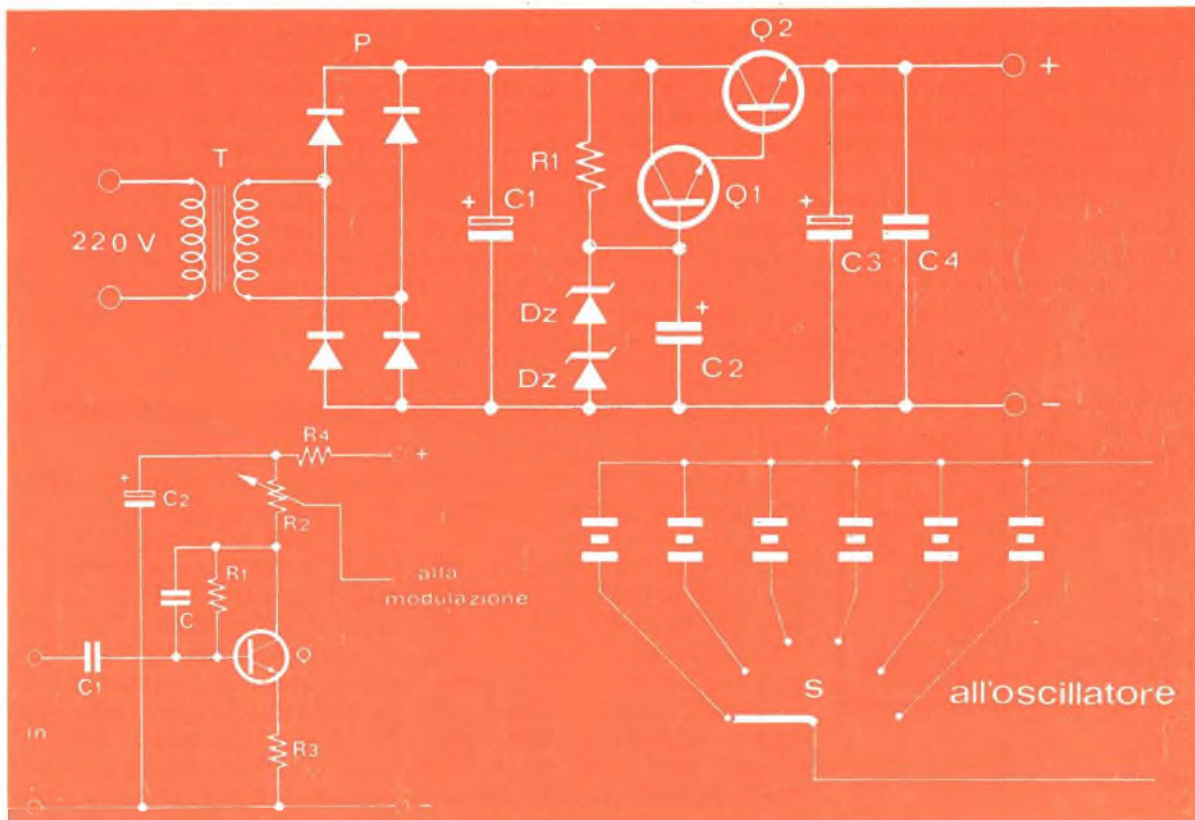 P
Q2
+
T
R1
+
C1
Q1
+
220 V
C3
C4
Dz
+
Dz
C2
-
R4
+
+
C2
R2
R1
alla
modulazione
C
Q
S
all'oscillatore
C1
in
R3
-